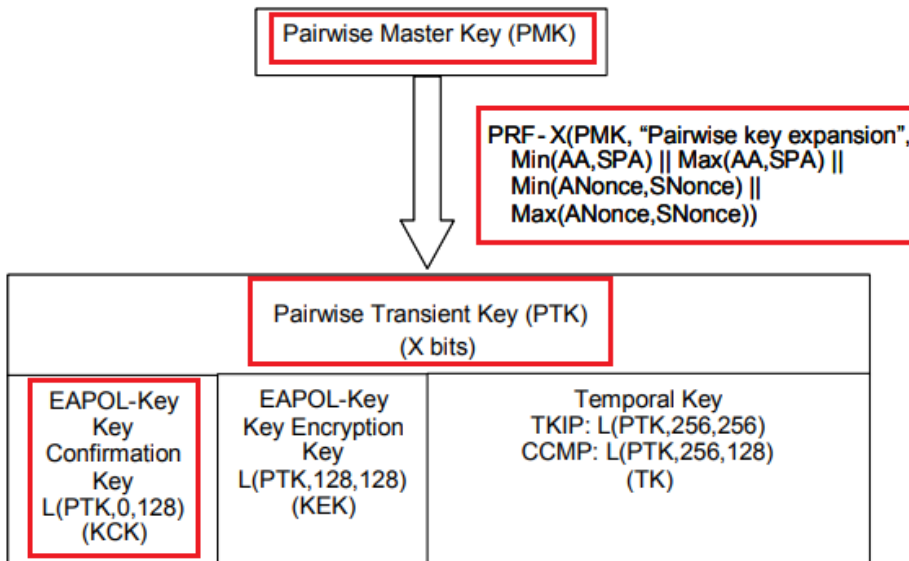 Pairwise Master Key (PMK)
PRF - X(PMK, “Pairwise key expansion”,
Min(AA,SPA) || Max(AA,SPA) ||
Min(ANonce,SNonce) ||
Max(ANonce,SNonce))
Pairwise Transient Key (PTK)
(X bits)
EAPOL-Key
Key
Confirmation
Key
L(PTK,0,128)
(KCK)
EAPOL-Key
Key Encryption
Key
L(PTK,128,128)
(KEK)
Temporal Key
TKIP: L(PTK,256,256)
CCMP: L(PTK,256,128)
(TK)